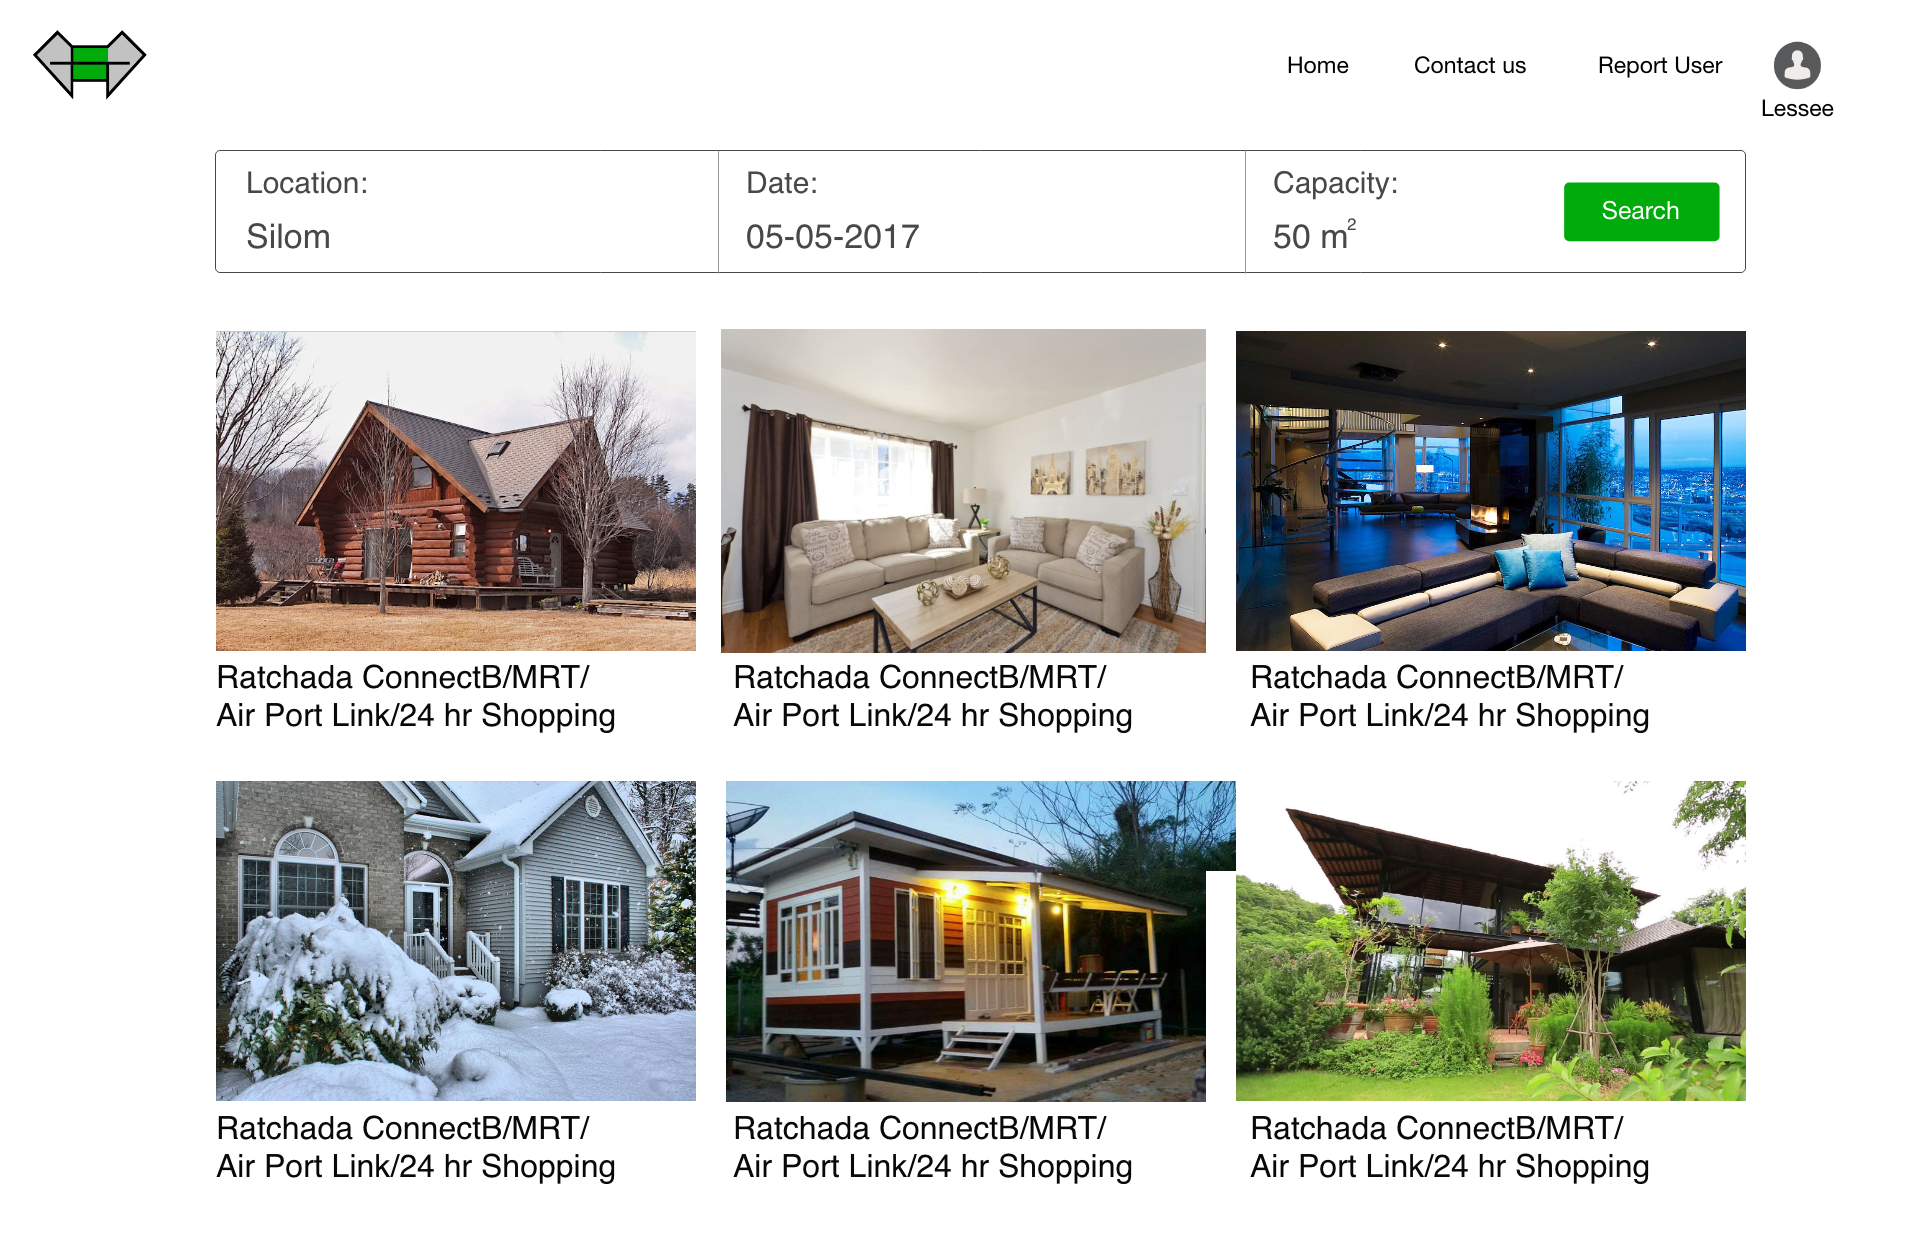 Home Contact us Report User
Lessee
Location: Date: Capacity:
Silom 05-05-2017 50 m²
Search
Ratchada ConnectB/MRT/
Air Port Link/24 hr Shopping
Ratchada ConnectB/MRT/
Air Port Link/24 hr Shopping
Ratchada ConnectB/MRT/
Air Port Link/24 hr Shopping
Ratchada ConnectB/MRT/
Air Port Link/24 hr Shopping
Ratchada ConnectB/MRT/
Air Port Link/24 hr Shopping
Ratchada ConnectB/MRT/
Air Port Link/24 hr Shopping